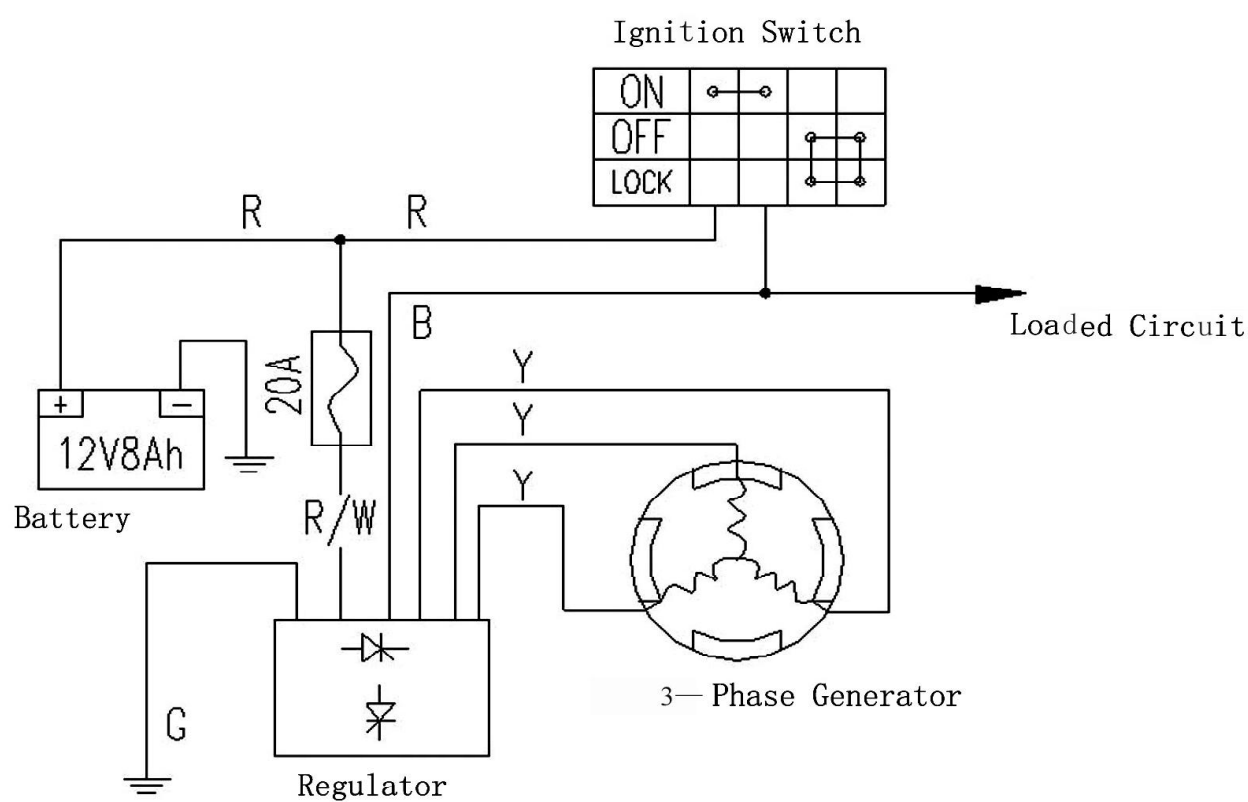 Ignition Switch
ON
OFF
LOCK
R R
B
Loaded Circuit
20A
Y
Y
Y
+ −
12V8Ah
Battery
R/W
G
Regulator
3— Phase Generator